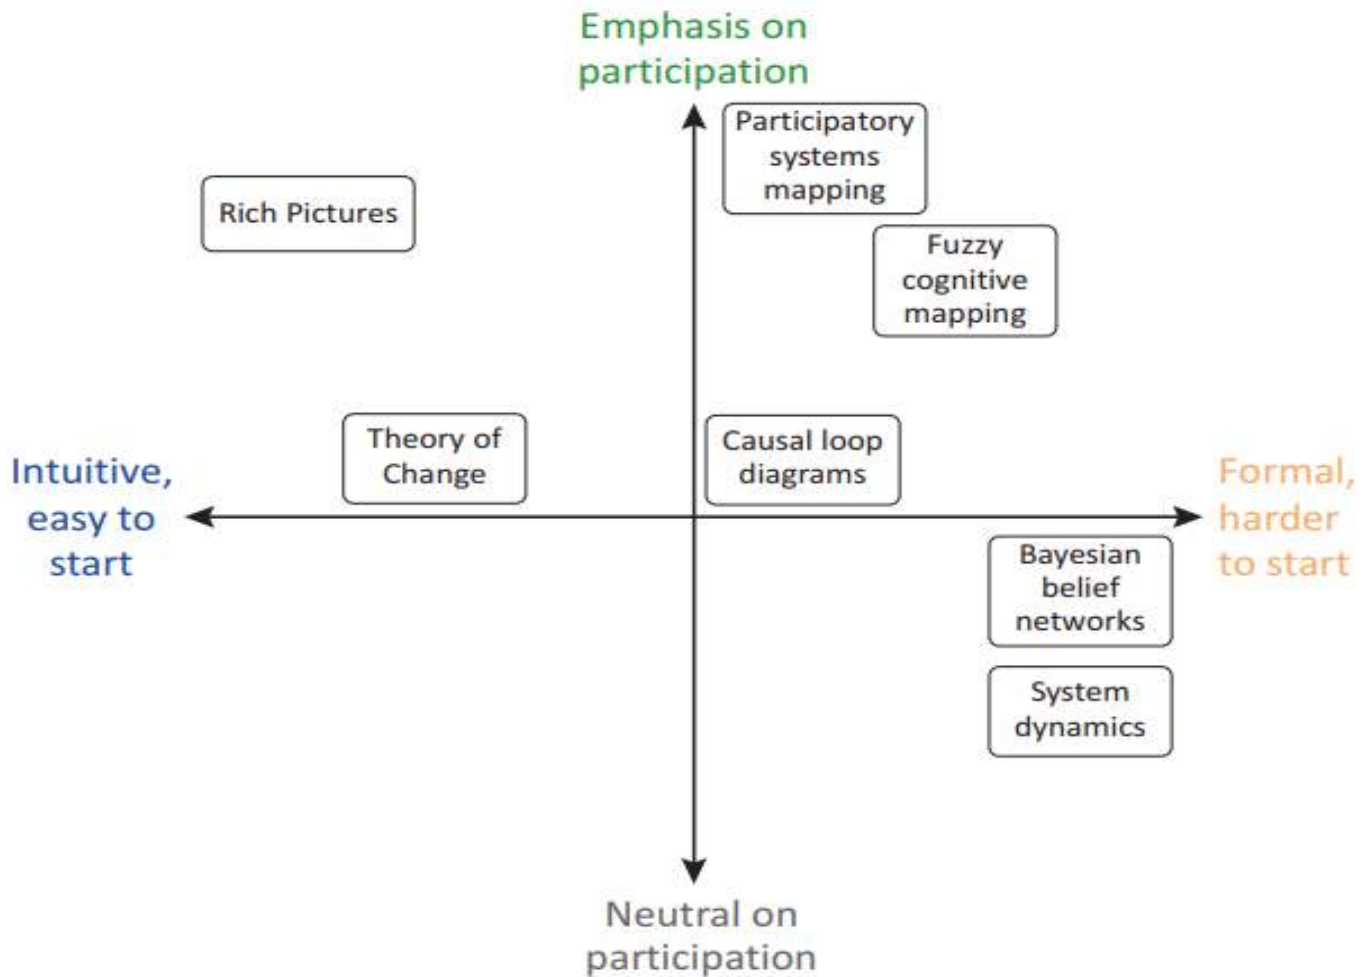 Emphasis on
participation
Participatory
systems
mapping
Rich Pictures
Fuzzy
cognitive
mapping
Theory of
Change
Causal loop
diagrams
Intuitive,
easy to
start
Formal,
harder
to start
Bayesian
belief
networks
System
dynamics
Neutral on
participation